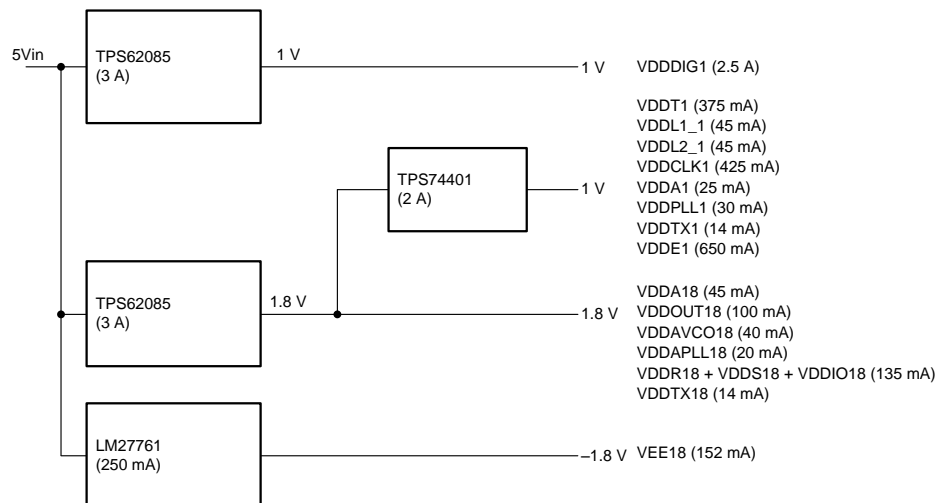 5Vin
TPS62085
(3 A)
1 V
1 V VDDDIG1 (2.5 A)
VDDT1 (375 mA)
VDDL1_1 (45 mA)
VDDL2_1 (45 mA)
VDDCLK1 (425 mA)
TPS74401
(2 A)
1 V VDDA1 (25 mA)
VDDPLL1 (30 mA)
VDDTX1 (14 mA)
VDDE1 (650 mA)
TPS62085
(3 A)
1.8 V
VDDA18 (45 mA)
1.8 V VDDOUT18 (100 mA)
VDDAVCO18 (40 mA)
VDDAPLL18 (20 mA)
VDDR18 + VDDS18 + VDDIO18 (135 mA)
VDDTX18 (14 mA)
LM27761
(250 mA)
–1.8 V VEE18 (152 mA)